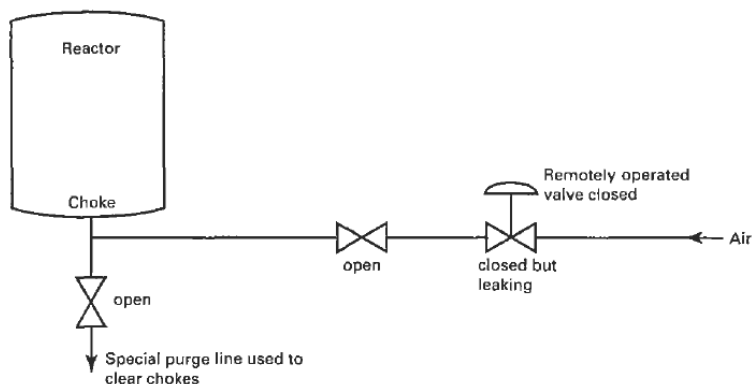 Reactor
Choke
Remotely operated
valve closed
Air
open
closed but
leaking
open
Special purge line used to
clear chokes